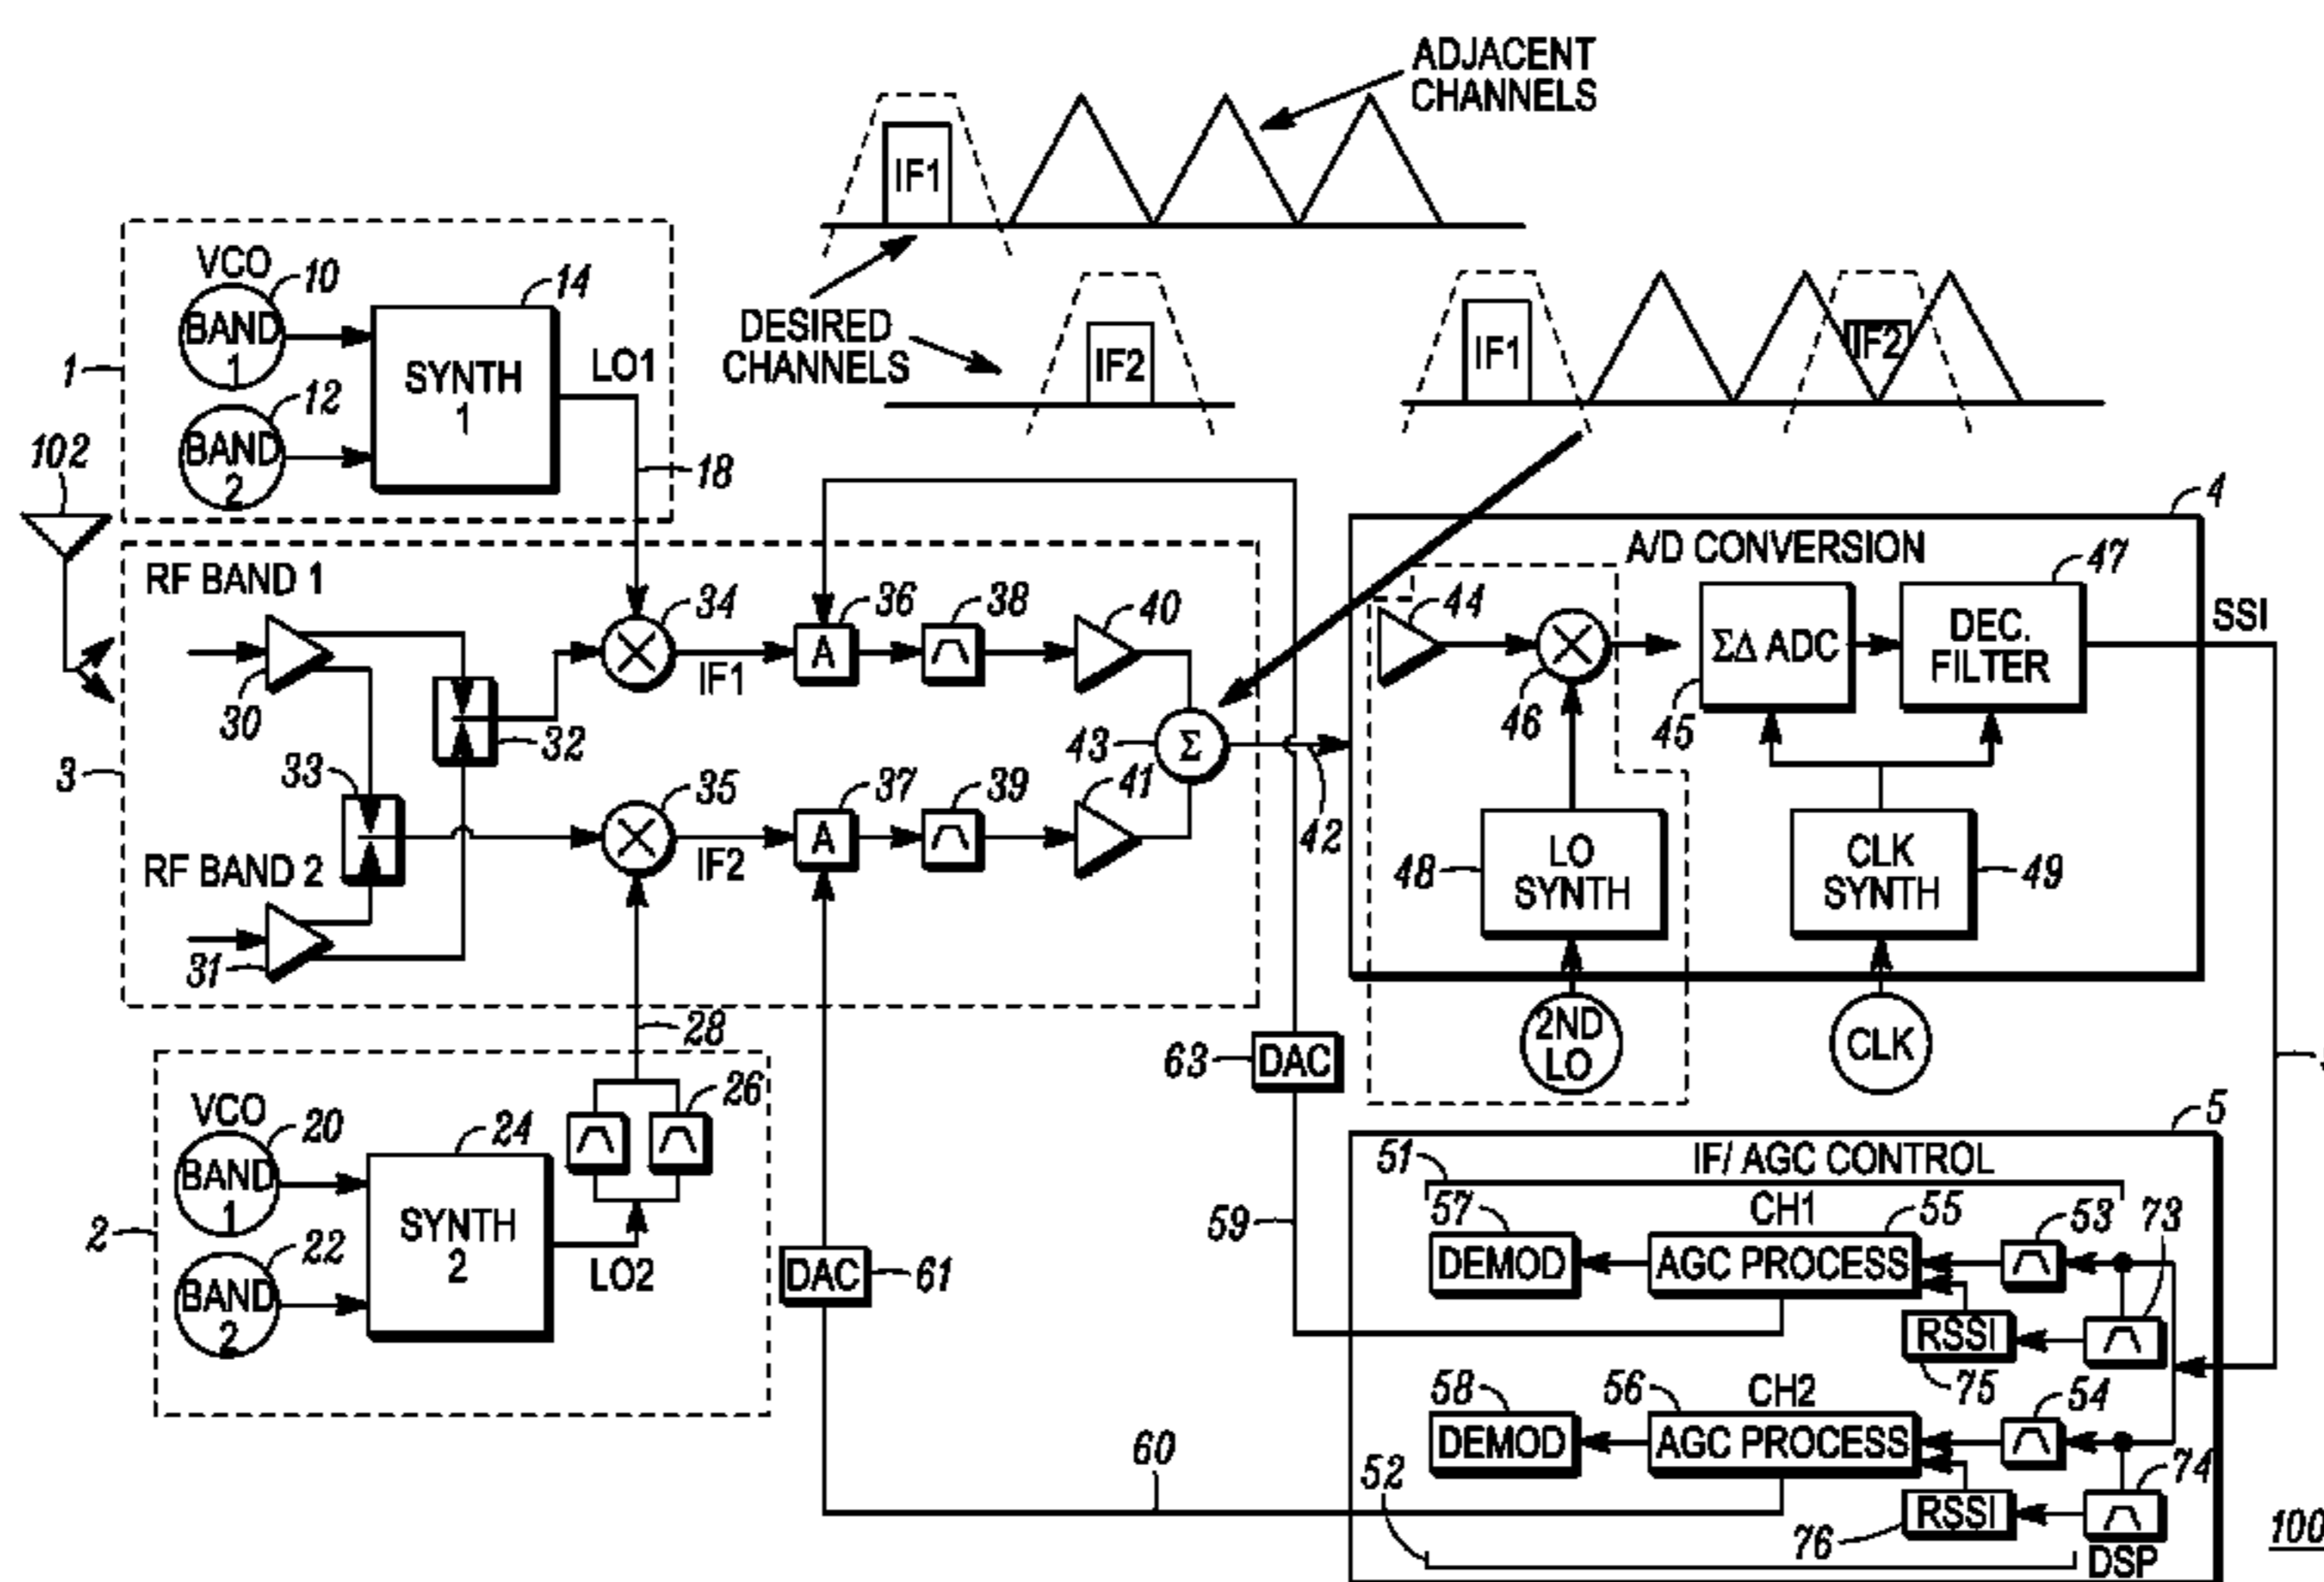 ADJACENT
CHANNELS
IF1
DESIRED
CHANNELS
IF2
IF1
IF2
VCO
10
BAND
1
12
BAND
2
14
SYNTH
1
LO1
1
18
102
RF BAND 1
30
32
33
3
RF BAND 2
31
34
IF1
36
A
38
40
35
IF2
37
A
39
41
43
Σ
42
4
A/D CONVERSION
44
46
ΣΔ ADC
45
47
DEC.
FILTER
SSI
48
LO
SYNTH
CLK
SYNTH
49
2ND
LO
CLK
28
VCO
20
BAND
1
22
BAND
2
24
SYNTH
2
26
LO2
2
63
DAC
DAC
61
59
60
5
IF/ AGC CONTROL
51
CH1
57
DEMOD
55
AGC PROCESS
53
73
RSSI
75
CH2
58
DEMOD
56
AGC PROCESS
54
74
52
76
RSSI
DSP
100